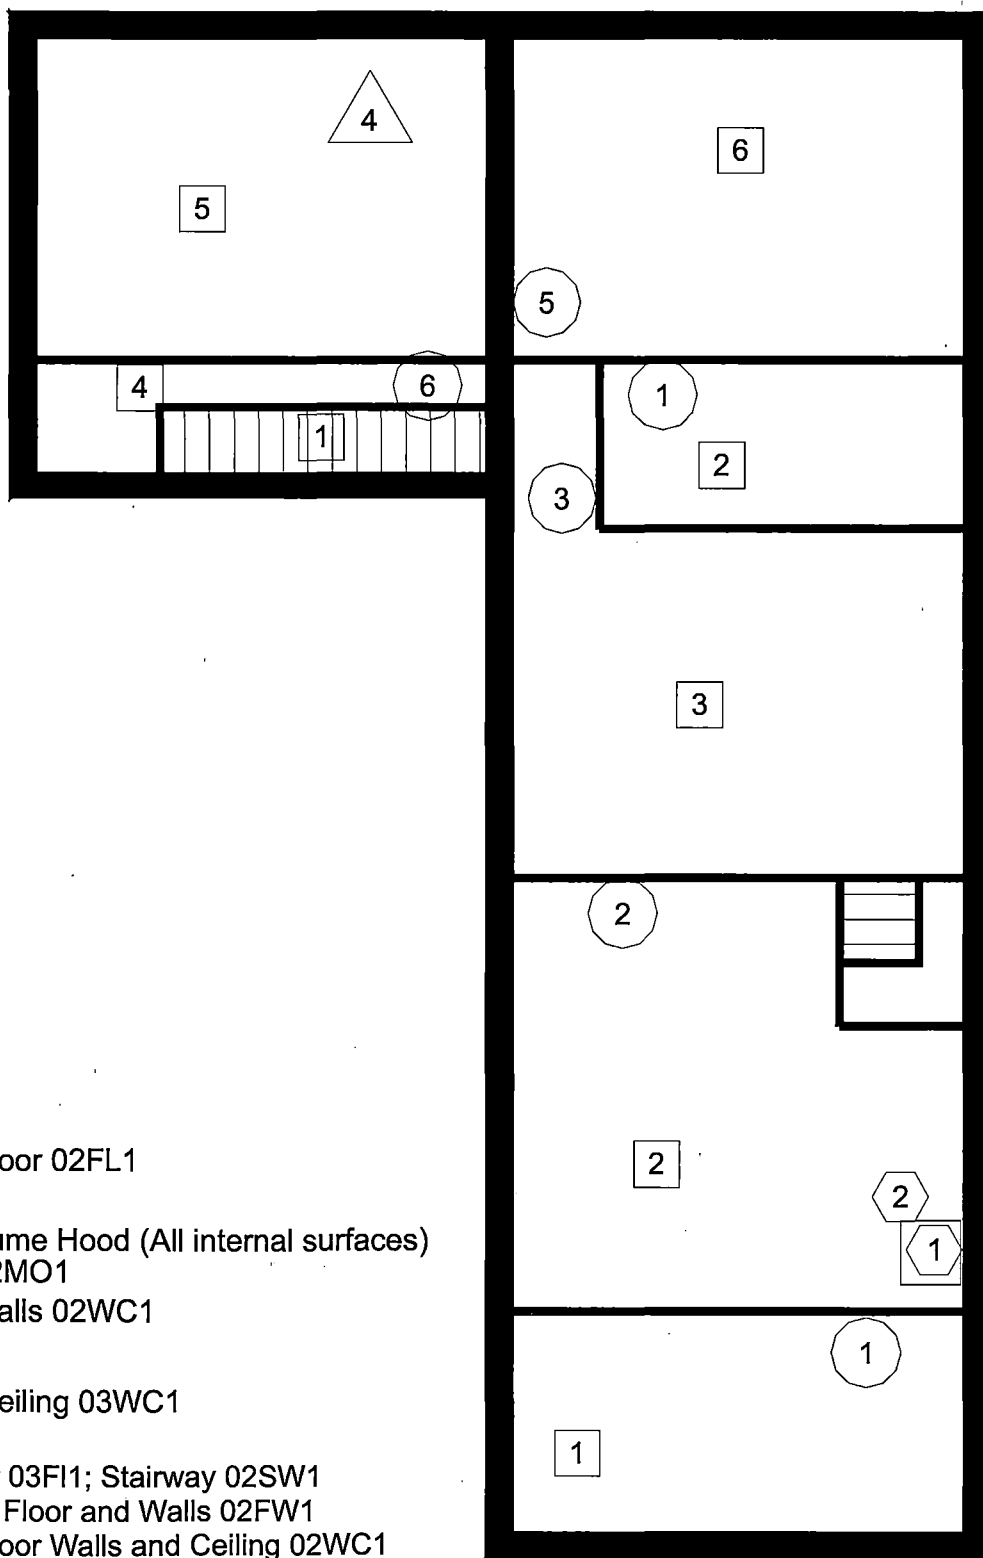 4
6
5
5
4
6
1
1
2
3
3
2
2
2
1
1
1
oor 02FL1
ume Hood (All internal surfaces)
2MO1
alls 02WC1
eiling 03WC1
03FI1; Stairway 02SW1
Floor and Walls 02FW1
oor Walls and Ceiling 02WC1